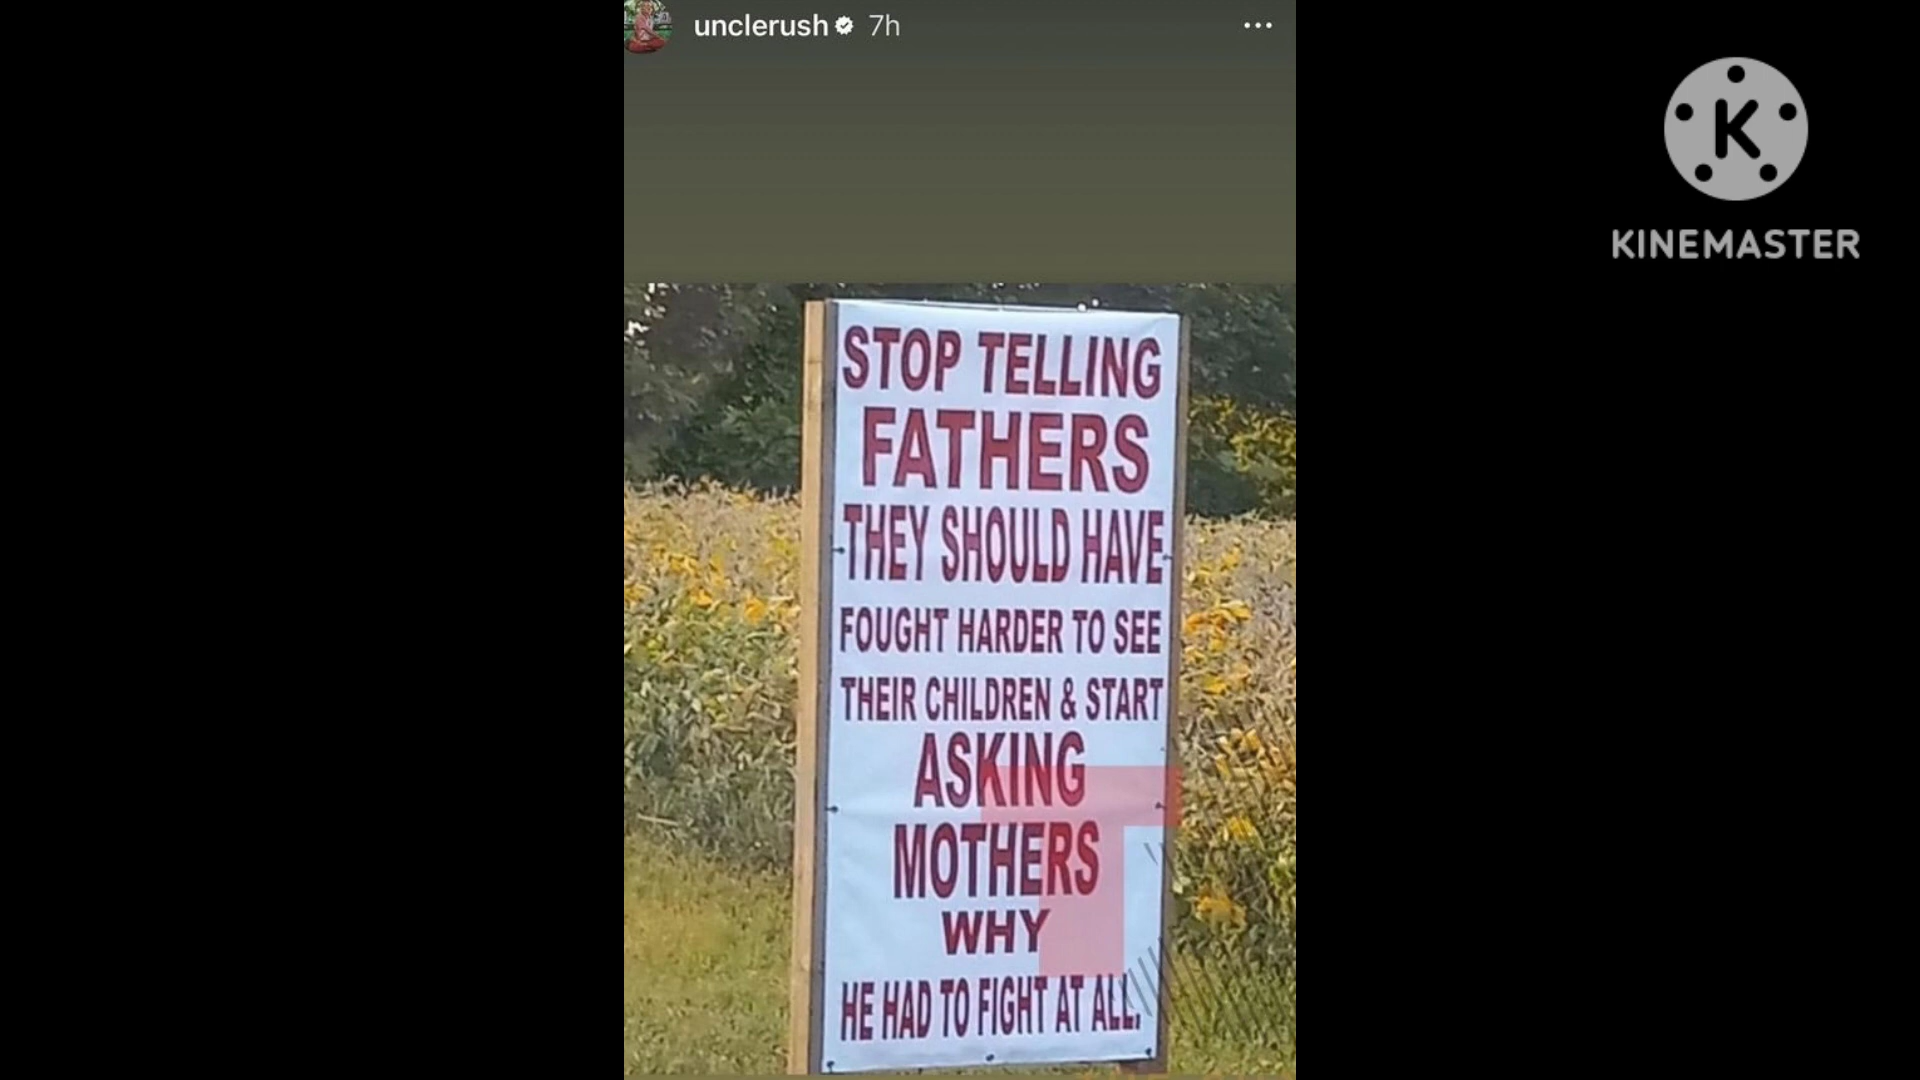 unclerush 7h
K
KINEMASTER
STOP TELLING
FATHERS
THEY SHOULD HAVE
FOUGHT HARDER TO SEE
THEIR CHILDREN & START
ASKING
MOTHERS
WHY
HE HAD TO FIGHT AT ALL.
T